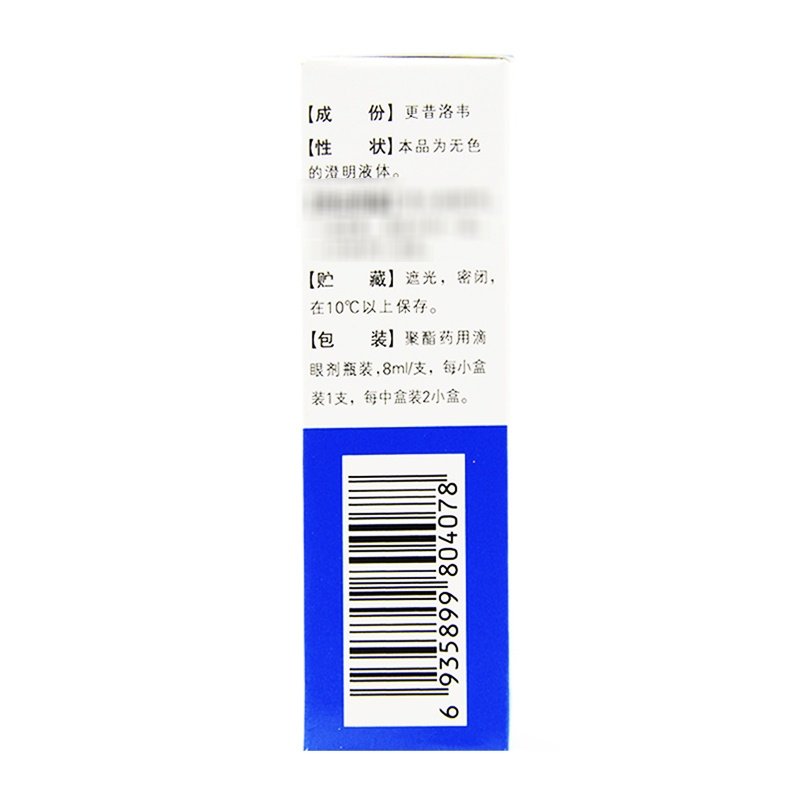 【成 份】更昔洛韦
【性 状】本品为无色
的澄明液体。
【贮 藏】遮光，密闭，
在10℃以上保存。
【包 装】聚酯药用滴
眼剂瓶装,8ml/支，每小盒
装1支，每中盒装2小盒。
6 935899 804078